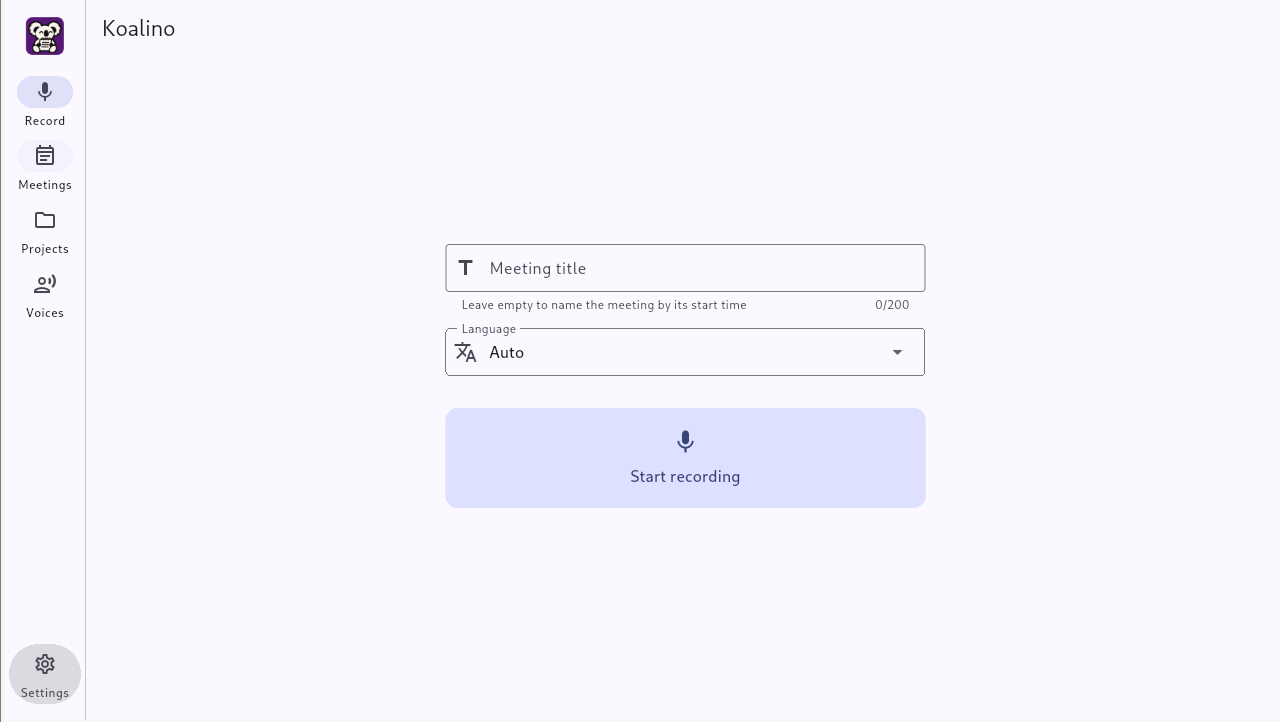 Koalino
Record
Meetings
Projects
Voices
Settings
Meeting title
Leave empty to name the meeting by its start time 0/200
Language
Auto
Start recording